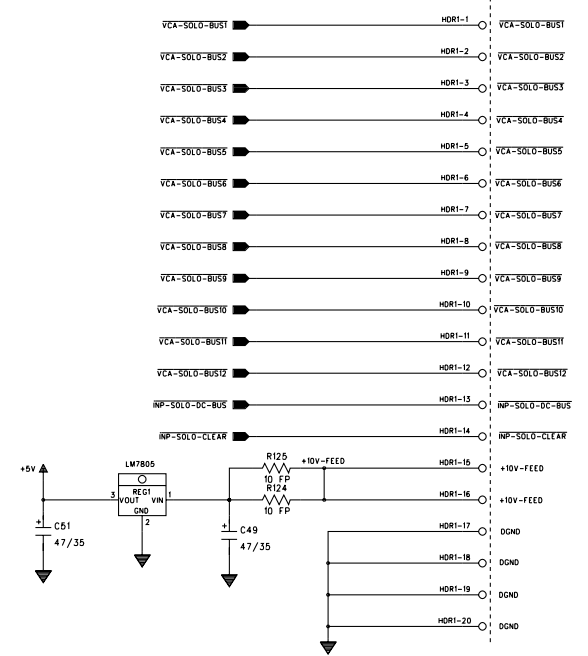 VCA-SOLO-BUS1 HDR1-1 VCA-SOLO-BUS1
VCA-SOLO-BUS2 HDR1-2 VCA-SOLO-BUS2
VCA-SOLO-BUS3 HDR1-3 VCA-SOLO-BUS3
VCA-SOLO-BUS4 HDR1-4 VCA-SOLO-BUS4
VCA-SOLO-BUS5 HDR1-5 VCA-SOLO-BUS5
VCA-SOLO-BUS6 HDR1-6 VCA-SOLO-BUS6
VCA-SOLO-BUS7 HDR1-7 VCA-SOLO-BUS7
VCA-SOLO-BUS8 HDR1-8 VCA-SOLO-BUS8
VCA-SOLO-BUS9 HDR1-9 VCA-SOLO-BUS9
VCA-SOLO-BUS10 HDR1-10 VCA-SOLO-BUS10
VCA-SOLO-BUS11 HDR1-11 VCA-SOLO-BUS11
VCA-SOLO-BUS12 HDR1-12 VCA-SOLO-BUS12
INP-SOLO-DC-BUS HDR1-13 INP-SOLO-DC-BUS
INP-SOLO-CLEAR HDR1-14 INP-SOLO-CLEAR
+5V LM7805 R125 +10V-FEED HDR1-15 +10V-FEED
10 FP
R124
3 VOUT REG1 VIN 1 HDR1-16 +10V-FEED
GND 10 FP
2
+ C51 + C49 HDR1-17 DGND
47/35 47/35
HDR1-18 DGND
HDR1-19 DGND
HDR1-20 DGND